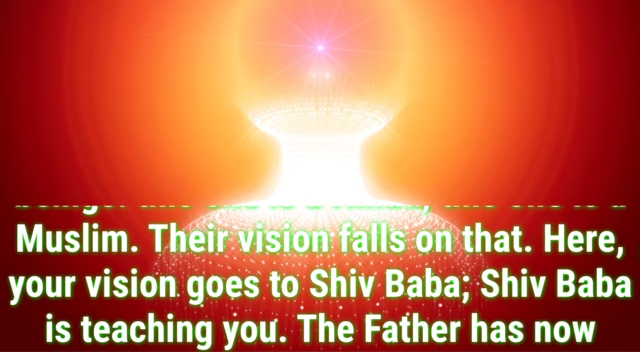 Muslim. Their vision falls on that. Here,
your vision goes to Shiv Baba; Shiv Baba
is teaching you. The Father has now